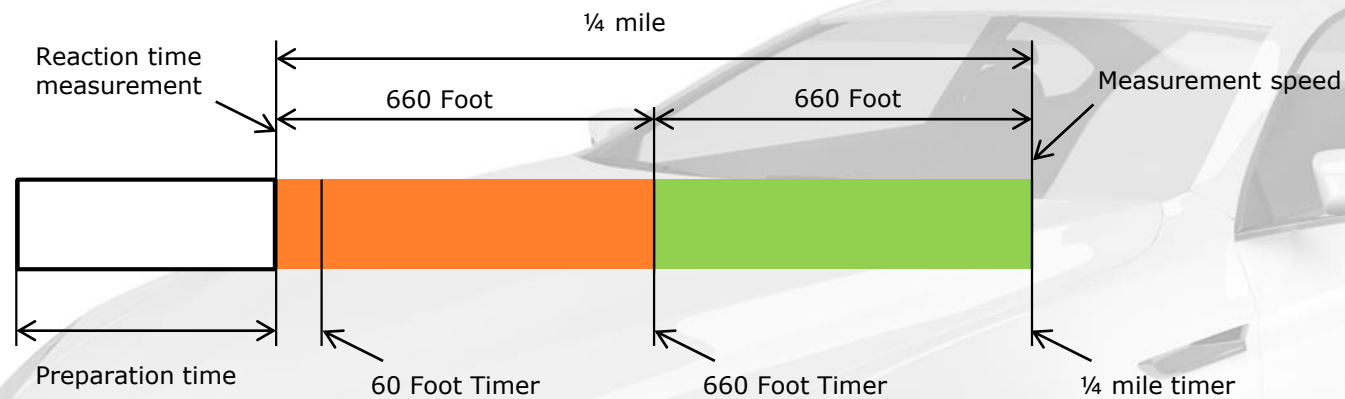 ¼ mile
Reaction time
measurement
660 Foot
660 Foot
Measurement speed
Preparation time
60 Foot Timer
660 Foot Timer
¼ mile timer